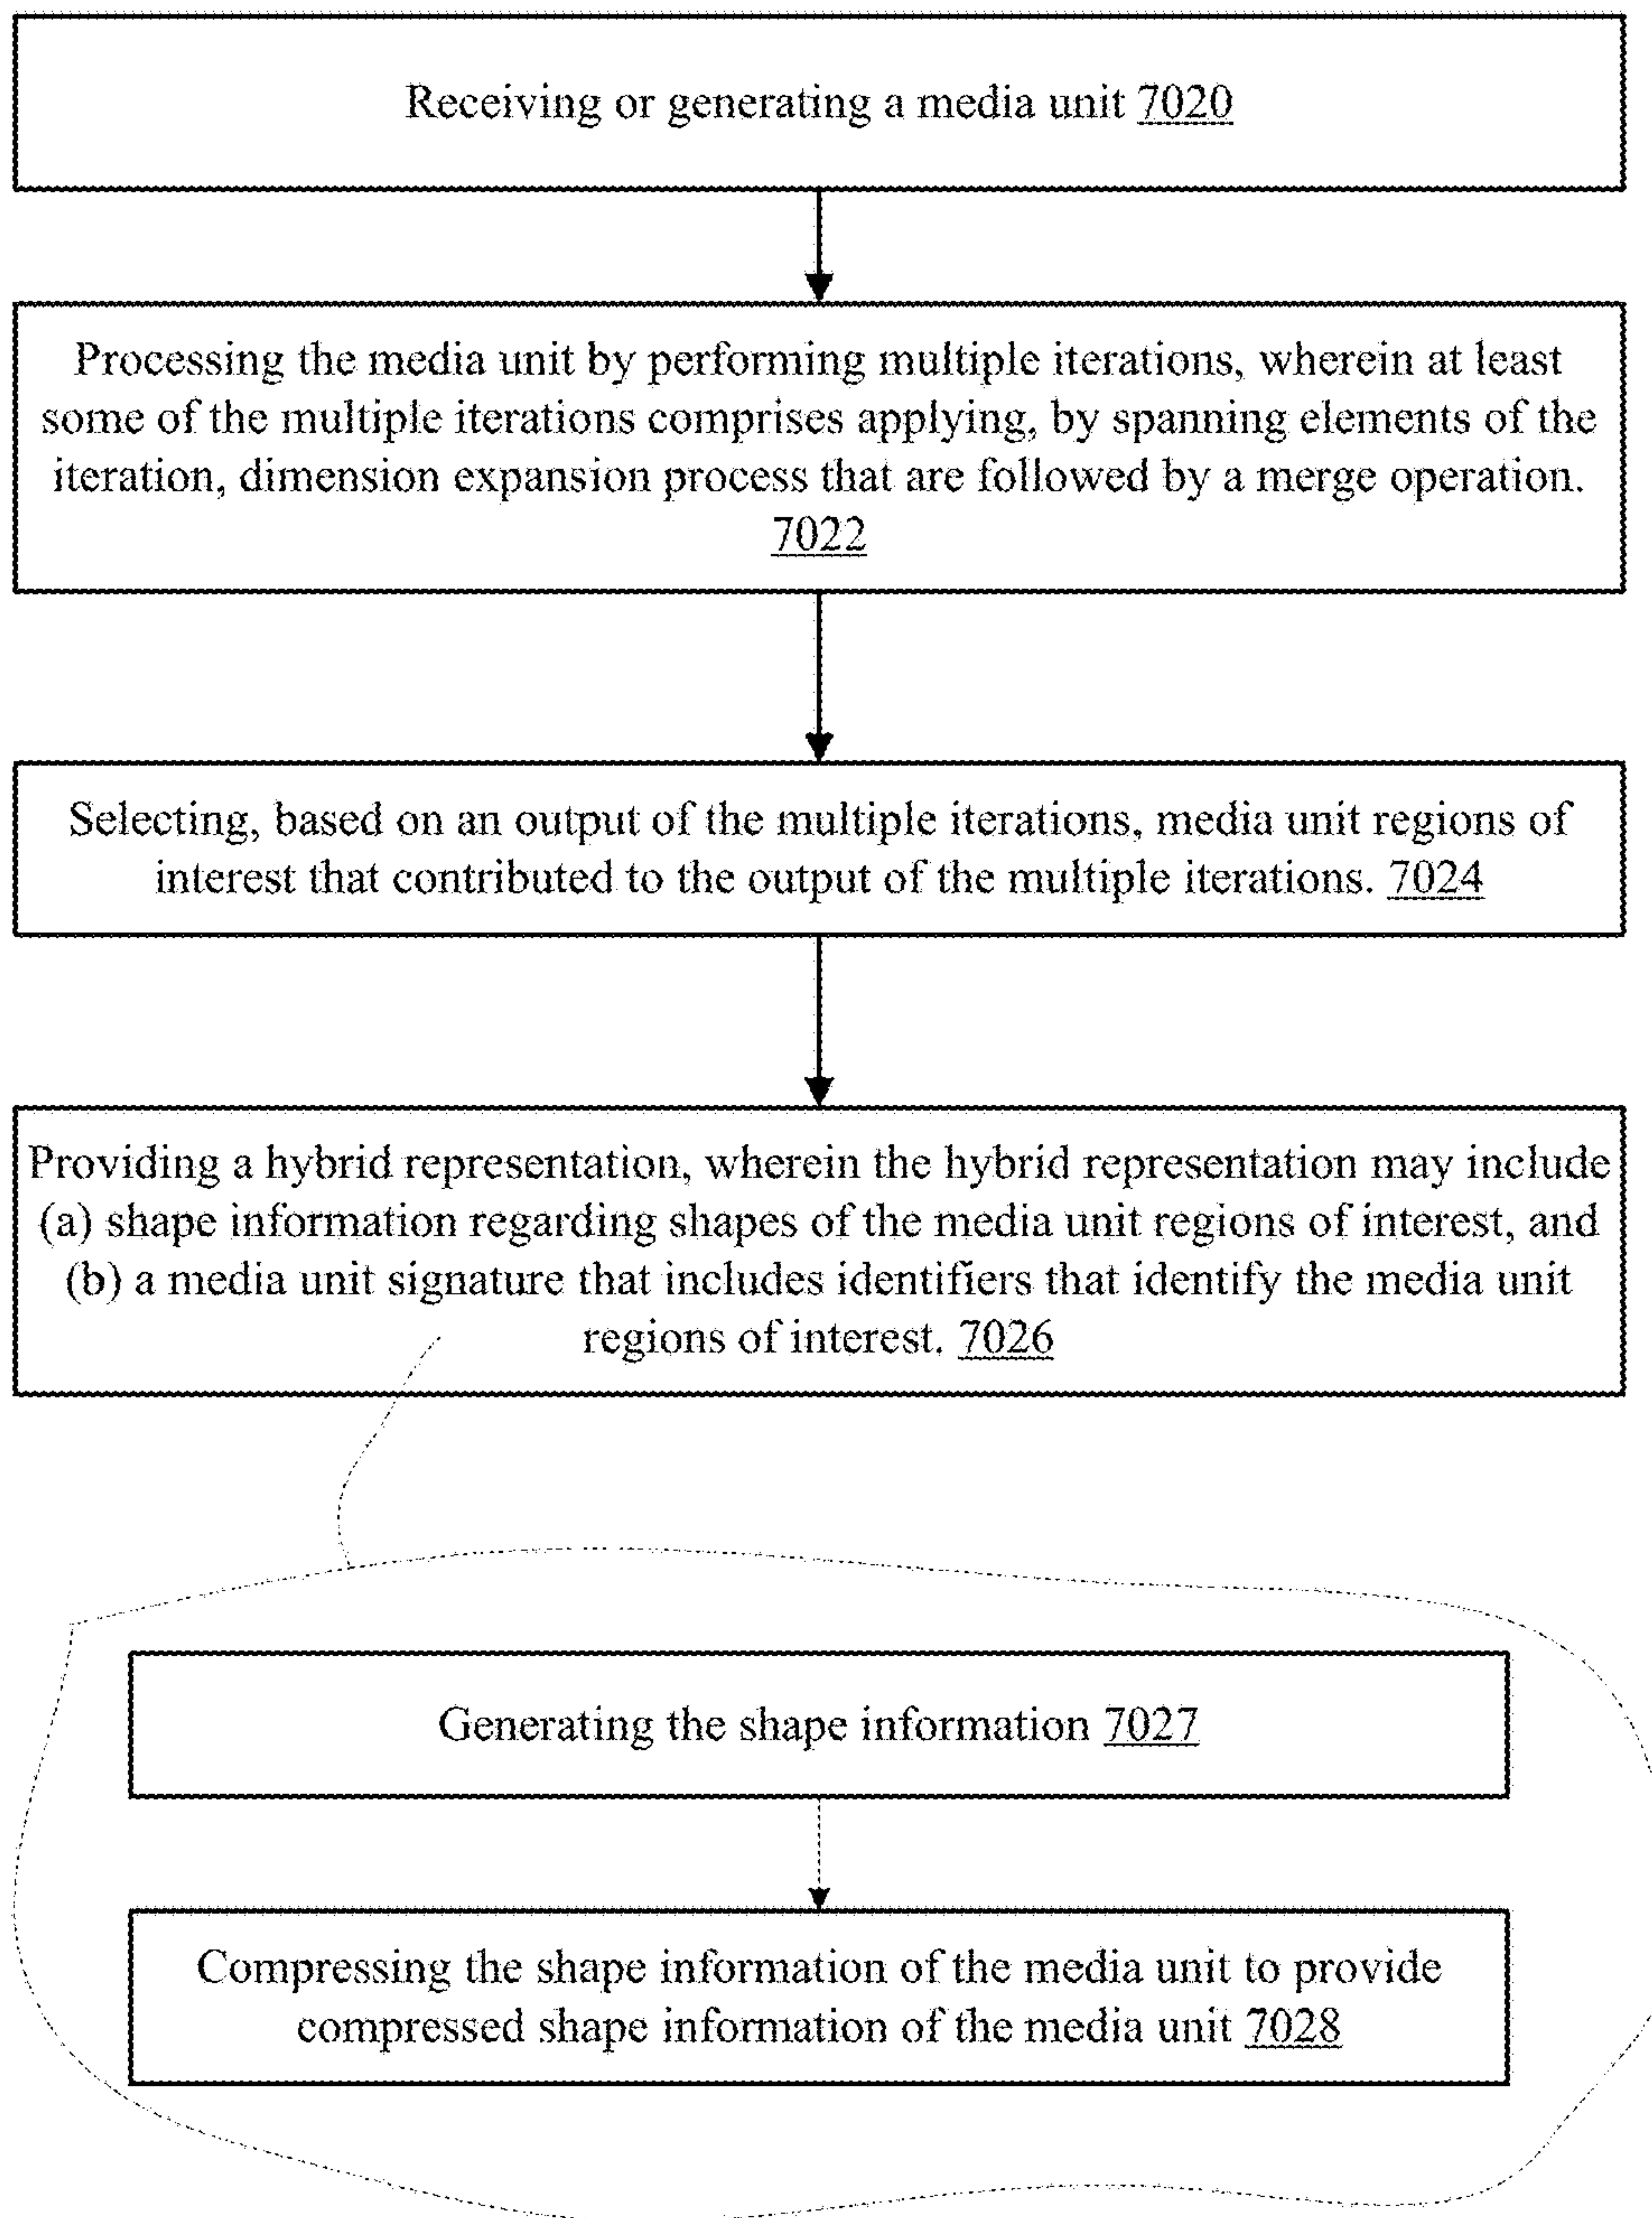 Receiving or generating a media unit 7020
Processing the media unit by performing multiple iterations, wherein at least
some of the multiple iterations comprises applying, by spanning elements of the
iteration, dimension expansion process that are followed by a merge operation.
7022
Selecting, based on an output of the multiple iterations, media unit regions of
interest that contributed to the output of the multiple iterations. 7024
Providing a hybrid representation, wherein the hybrid representation may include
(a) shape information regarding shapes of the media unit regions of interest, and
(b) a media unit signature that includes identifiers that identify the media unit
regions of interest. 7026
Generating the shape information 7027
Compressing the shape information of the media unit to provide
compressed shape information of the media unit 7028